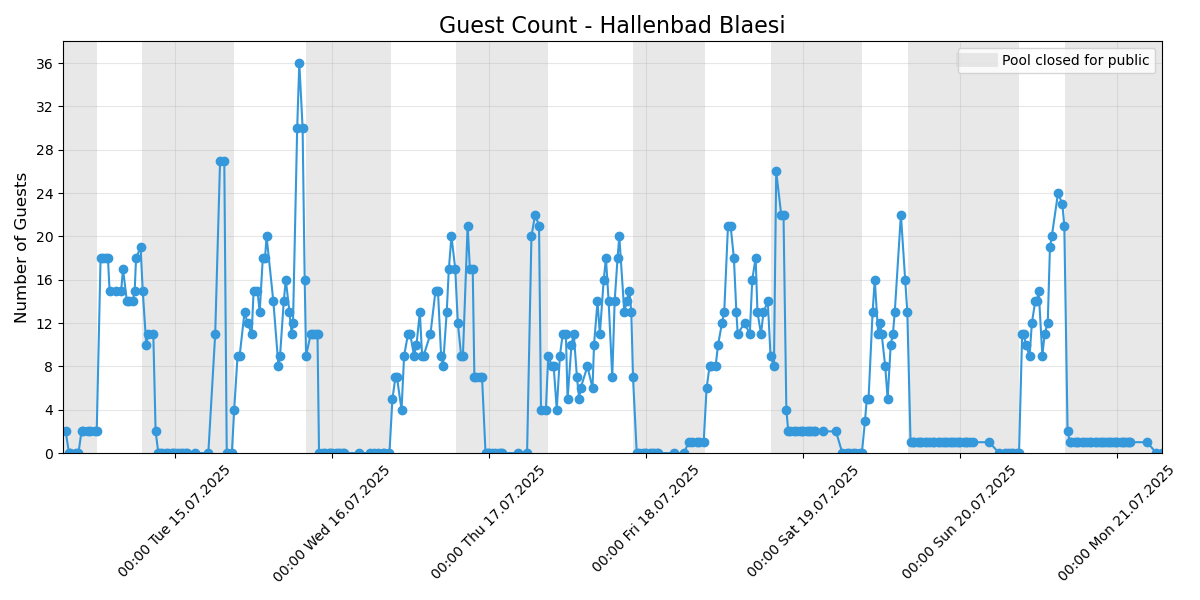 Guest Count - Hallenbad Blaesi
Pool closed for public
Number of Guests
36
32
28
24
20
16
12
8
4
0
00:00 Tue 15.07.2025
00:00 Wed 16.07.2025
00:00 Thu 17.07.2025
00:00 Fri 18.07.2025
00:00 Sat 19.07.2025
00:00 Sun 20.07.2025
00:00 Mon 21.07.2025